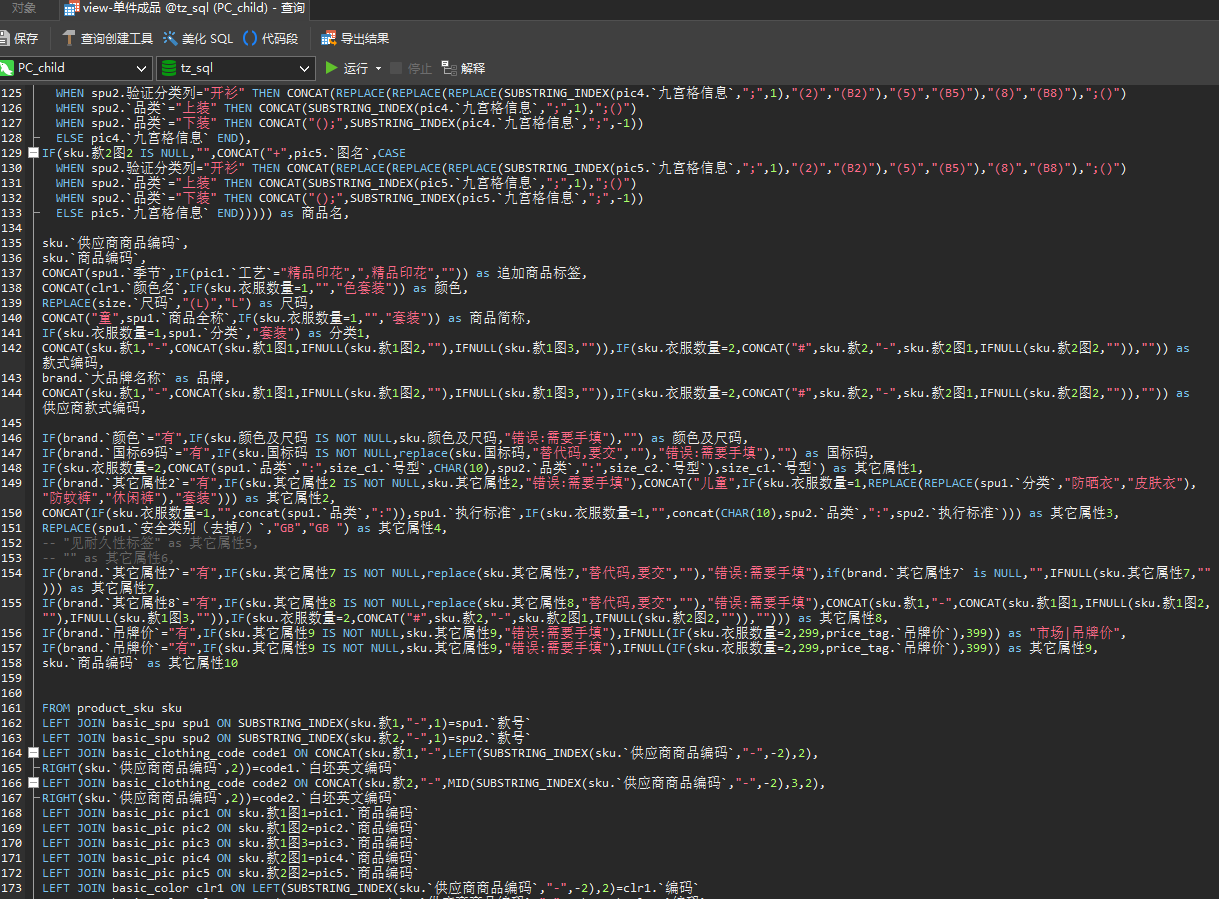 对象
view-单件成品 @tz_sql (PC_child) - 查询
保存 查询创建工具 美化 SQL 代码段 导出结果
PC_child tz_sql 运行 停止 解释
125 WHEN spu2.验证分类列="开衫" THEN CONCAT(REPLACE(REPLACE(REPLACE(SUBSTRING_INDEX(pic4.`九宫格信息`,";",1),"(2)","(B2)"),"(5)","(B5)"),"(8)","(B8)"),";()")
126 WHEN spu2.`品类`="上装" THEN CONCAT(SUBSTRING_INDEX(pic4.`九宫格信息`,";",1),";()")
127 WHEN spu2.`品类`="下装" THEN CONCAT("();",SUBSTRING_INDEX(pic4.`九宫格信息`,";",-1))
128 ELSE pic4.`九宫格信息` END),
129 IF(sku.款2图2 IS NULL,"",CONCAT("+",pic5.`图名`,CASE
130 WHEN spu2.验证分类列="开衫" THEN CONCAT(REPLACE(REPLACE(REPLACE(SUBSTRING_INDEX(pic5.`九宫格信息`,";",1),"(2)","(B2)"),"(5)","(B5)"),"(8)","(B8)"),";()")
131 WHEN spu2.`品类`="上装" THEN CONCAT(SUBSTRING_INDEX(pic5.`九宫格信息`,";",1),";()")
132 WHEN spu2.`品类`="下装" THEN CONCAT("();",SUBSTRING_INDEX(pic5.`九宫格信息`,";",-1))
133 ELSE pic5.`九宫格信息` END))))) as 商品名,
134
135 sku.`供应商商品编码`,
136 sku.`商品编码`,
137 CONCAT(spu1.`季节`,IF(pic1.`工艺`="精品印花",",精品印花","")) as 追加商品标签,
138 CONCAT(clr1.`颜色名`,IF(sku.衣服数量=1,"","色套装")) as 颜色,
139 REPLACE(size.`尺码`,"(L)","L") as 尺码,
140 CONCAT("童",spu1.`商品全称`,IF(sku.衣服数量=1,"","套装")) as 商品简称,
141 IF(sku.衣服数量=1,spu1.`分类`,"套装") as 分类1,
142 CONCAT(sku.款1,"-",CONCAT(sku.款1图1,IFNULL(sku.款1图2,""),IFNULL(sku.款1图3,"")),IF(sku.衣服数量=2,CONCAT("#",sku.款2,"-",sku.款2图1,IFNULL(sku.款2图2,"")),"")) as
款式编码,
143 brand.`大品牌名称` as 品牌,
144 CONCAT(sku.款1,"-",CONCAT(sku.款1图1,IFNULL(sku.款1图2,""),IFNULL(sku.款1图3,"")),IF(sku.衣服数量=2,CONCAT("#",sku.款2,"-",sku.款2图1,IFNULL(sku.款2图2,"")),"")) as
供应商款式编码,
145
146 IF(brand.`颜色`="有",IF(sku.颜色及尺码 IS NOT NULL,sku.颜色及尺码,"错误:需要手填"),"") as 颜色及尺码,
147 IF(brand.`国标69码`="有",IF(sku.国标码 IS NOT NULL,replace(sku.国标码,"替代码,要交",""),"错误:需要手填"),"") as 国标码,
148 IF(sku.衣服数量=2,CONCAT(spu1.`品类`,":",size_c1.`号型`,CHAR(10),spu2.`品类`,":",size_c2.`号型`),size_c1.`号型`) as 其它属性1,
149 IF(brand.`其它属性2`="有",IF(sku.其它属性2 IS NOT NULL,sku.其它属性2,"错误:需要手填"),CONCAT("儿童",IF(sku.衣服数量=1,REPLACE(REPLACE(spu1.`分类`,"防晒衣","皮肤衣"),
"防蚊裤","休闲裤"),"套装"))) as 其它属性2,
150 CONCAT(IF(sku.衣服数量=1,"",concat(spu1.`品类`,":")),spu1.`执行标准`,IF(sku.衣服数量=1,"",concat(CHAR(10),spu2.`品类`,":",spu2.`执行标准`))) as 其它属性3,
151 REPLACE(spu1.`安全类别（去掉/）`,"GB","GB ") as 其它属性4,
152 -- "见耐久性标签" as 其它属性5,
153 -- "" as 其它属性6,
154 IF(brand.`其它属性7`="有",IF(sku.其它属性7 IS NOT NULL,replace(sku.其它属性7,"替代码,要交",""),"错误:需要手填"),if(brand.`其它属性7` is NULL,"",IFNULL(sku.其它属性7,""
))) as 其它属性7,
155 IF(brand.`其它属性8`="有",IF(sku.其它属性8 IS NOT NULL,replace(sku.其它属性8,"替代码,要交",""),"错误:需要手填"),CONCAT(sku.款1,"-",CONCAT(sku.款1图1,IFNULL(sku.款1图2,
""),IFNULL(sku.款1图3,"")),IF(sku.衣服数量=2,CONCAT("#",sku.款2,"-",sku.款2图1,IFNULL(sku.款2图2,"")),""))) as 其它属性8,
156 IF(brand.`吊牌价`="有",IF(sku.其它属性9 IS NOT NULL,sku.其它属性9,"错误:需要手填"),IFNULL(IF(sku.衣服数量=2,299,price_tag.`吊牌价`),399)) as "市场|吊牌价",
157 IF(brand.`吊牌价`="有",IF(sku.其它属性9 IS NOT NULL,sku.其它属性9,"错误:需要手填"),IFNULL(IF(sku.衣服数量=2,299,price_tag.`吊牌价`),399)) as 其它属性9,
158 sku.`商品编码` as 其它属性10
159
160
161 FROM product_sku sku
162 LEFT JOIN basic_spu spu1 ON SUBSTRING_INDEX(sku.款1,"-",1)=spu1.`款号`
163 LEFT JOIN basic_spu spu2 ON SUBSTRING_INDEX(sku.款2,"-",1)=spu2.`款号`
164 LEFT JOIN basic_clothing_code code1 ON CONCAT(sku.款1,"-",LEFT(SUBSTRING_INDEX(sku.`供应商商品编码`,"-",-2),2),
165 RIGHT(sku.`供应商商品编码`,2))=code1.`白坯英文编码`
166 LEFT JOIN basic_clothing_code code2 ON CONCAT(sku.款2,"-",MID(SUBSTRING_INDEX(sku.`供应商商品编码`,"-",-2),3,2),
167 RIGHT(sku.`供应商商品编码`,2))=code2.`白坯英文编码`
168 LEFT JOIN basic_pic pic1 ON sku.款1图1=pic1.`商品编码`
169 LEFT JOIN basic_pic pic2 ON sku.款1图2=pic2.`商品编码`
170 LEFT JOIN basic_pic pic3 ON sku.款1图3=pic3.`商品编码`
171 LEFT JOIN basic_pic pic4 ON sku.款2图1=pic4.`商品编码`
172 LEFT JOIN basic_pic pic5 ON sku.款2图2=pic5.`商品编码`
173 LEFT JOIN basic_color clr1 ON LEFT(SUBSTRING_INDEX(sku.`供应商商品编码`,"-",-2),2)=clr1.`编码`